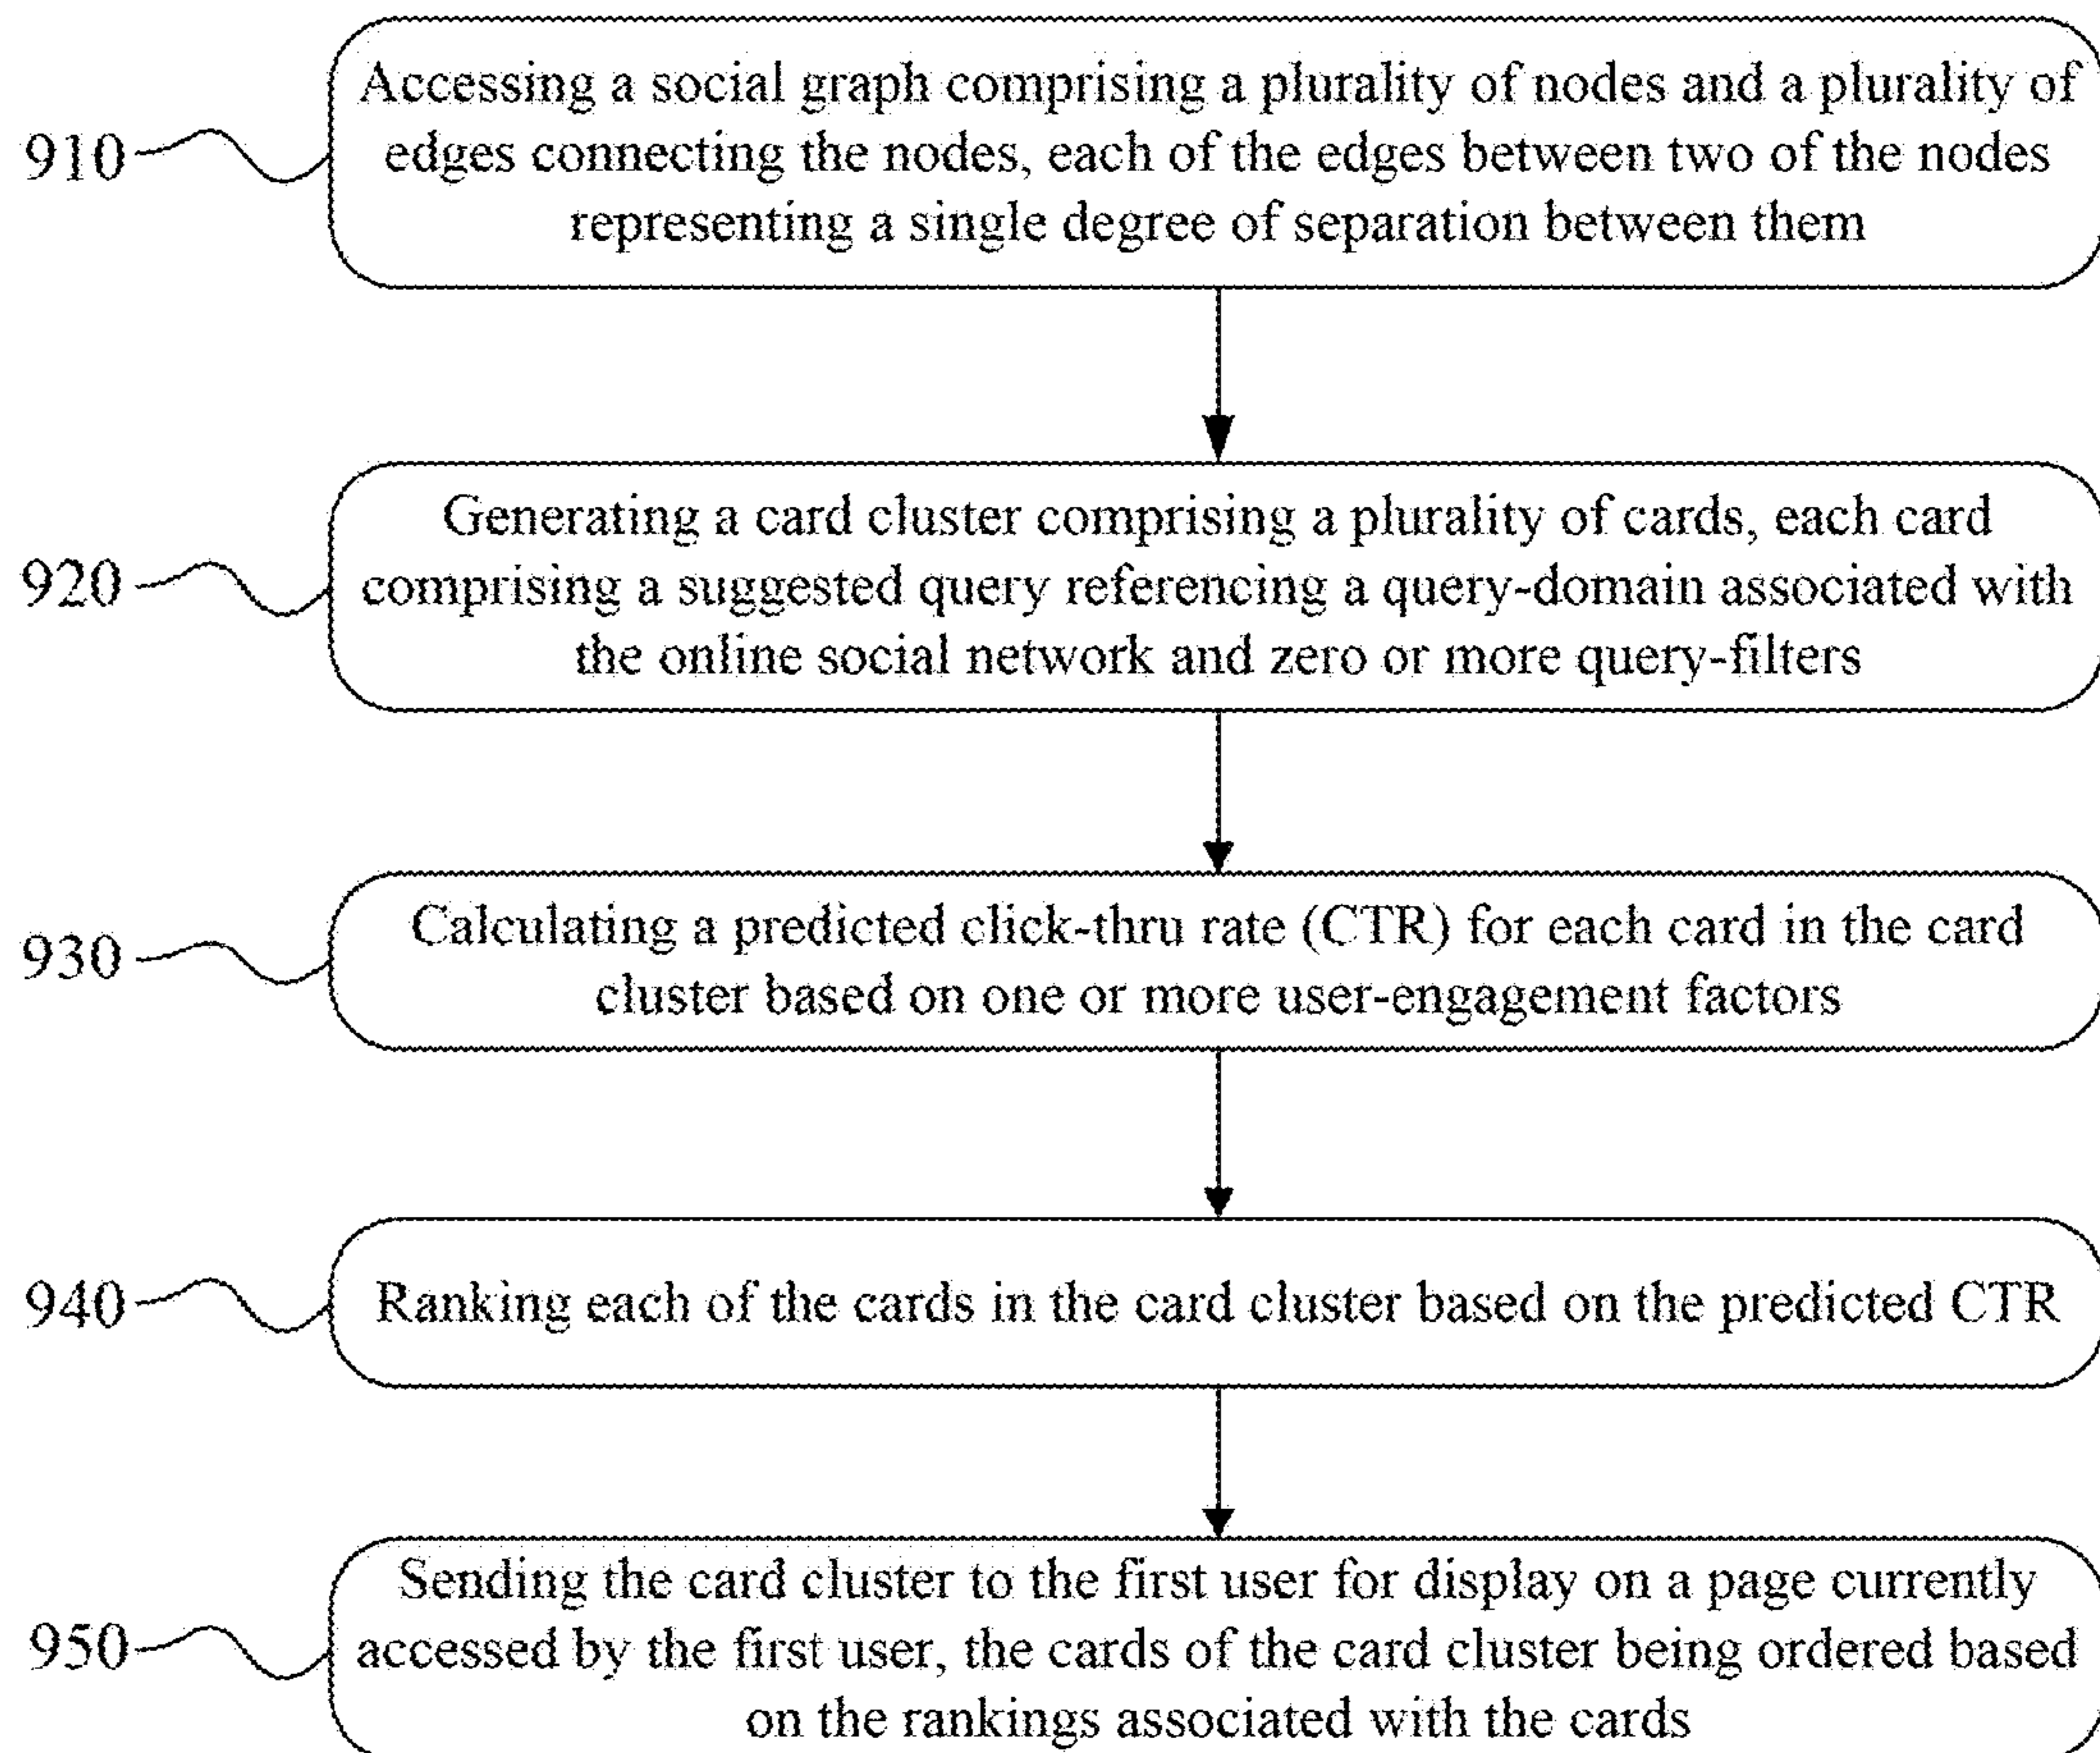 Accessing a social graph comprising a plurality of nodes and a plurality of
910
edges connecting the nodes, each of the edges between two of the nodes
representing a single degree of separation between them
Generating a card cluster comprising a plurality of cards, each card
920
comprising a suggested query referencing a query-domain associated with
the online social network and zero or more query-filters
Calculating a predicted click-thru rate (CTR) for each card in the card
930
cluster based on one or more user-engagement factors
940
Ranking each of the cards in the card cluster based on the predicted CTR
Sending the card cluster to the first user for display on a page currently
950
accessed by the first user, the cards of the card cluster being ordered based
on the rankings associated with the cards